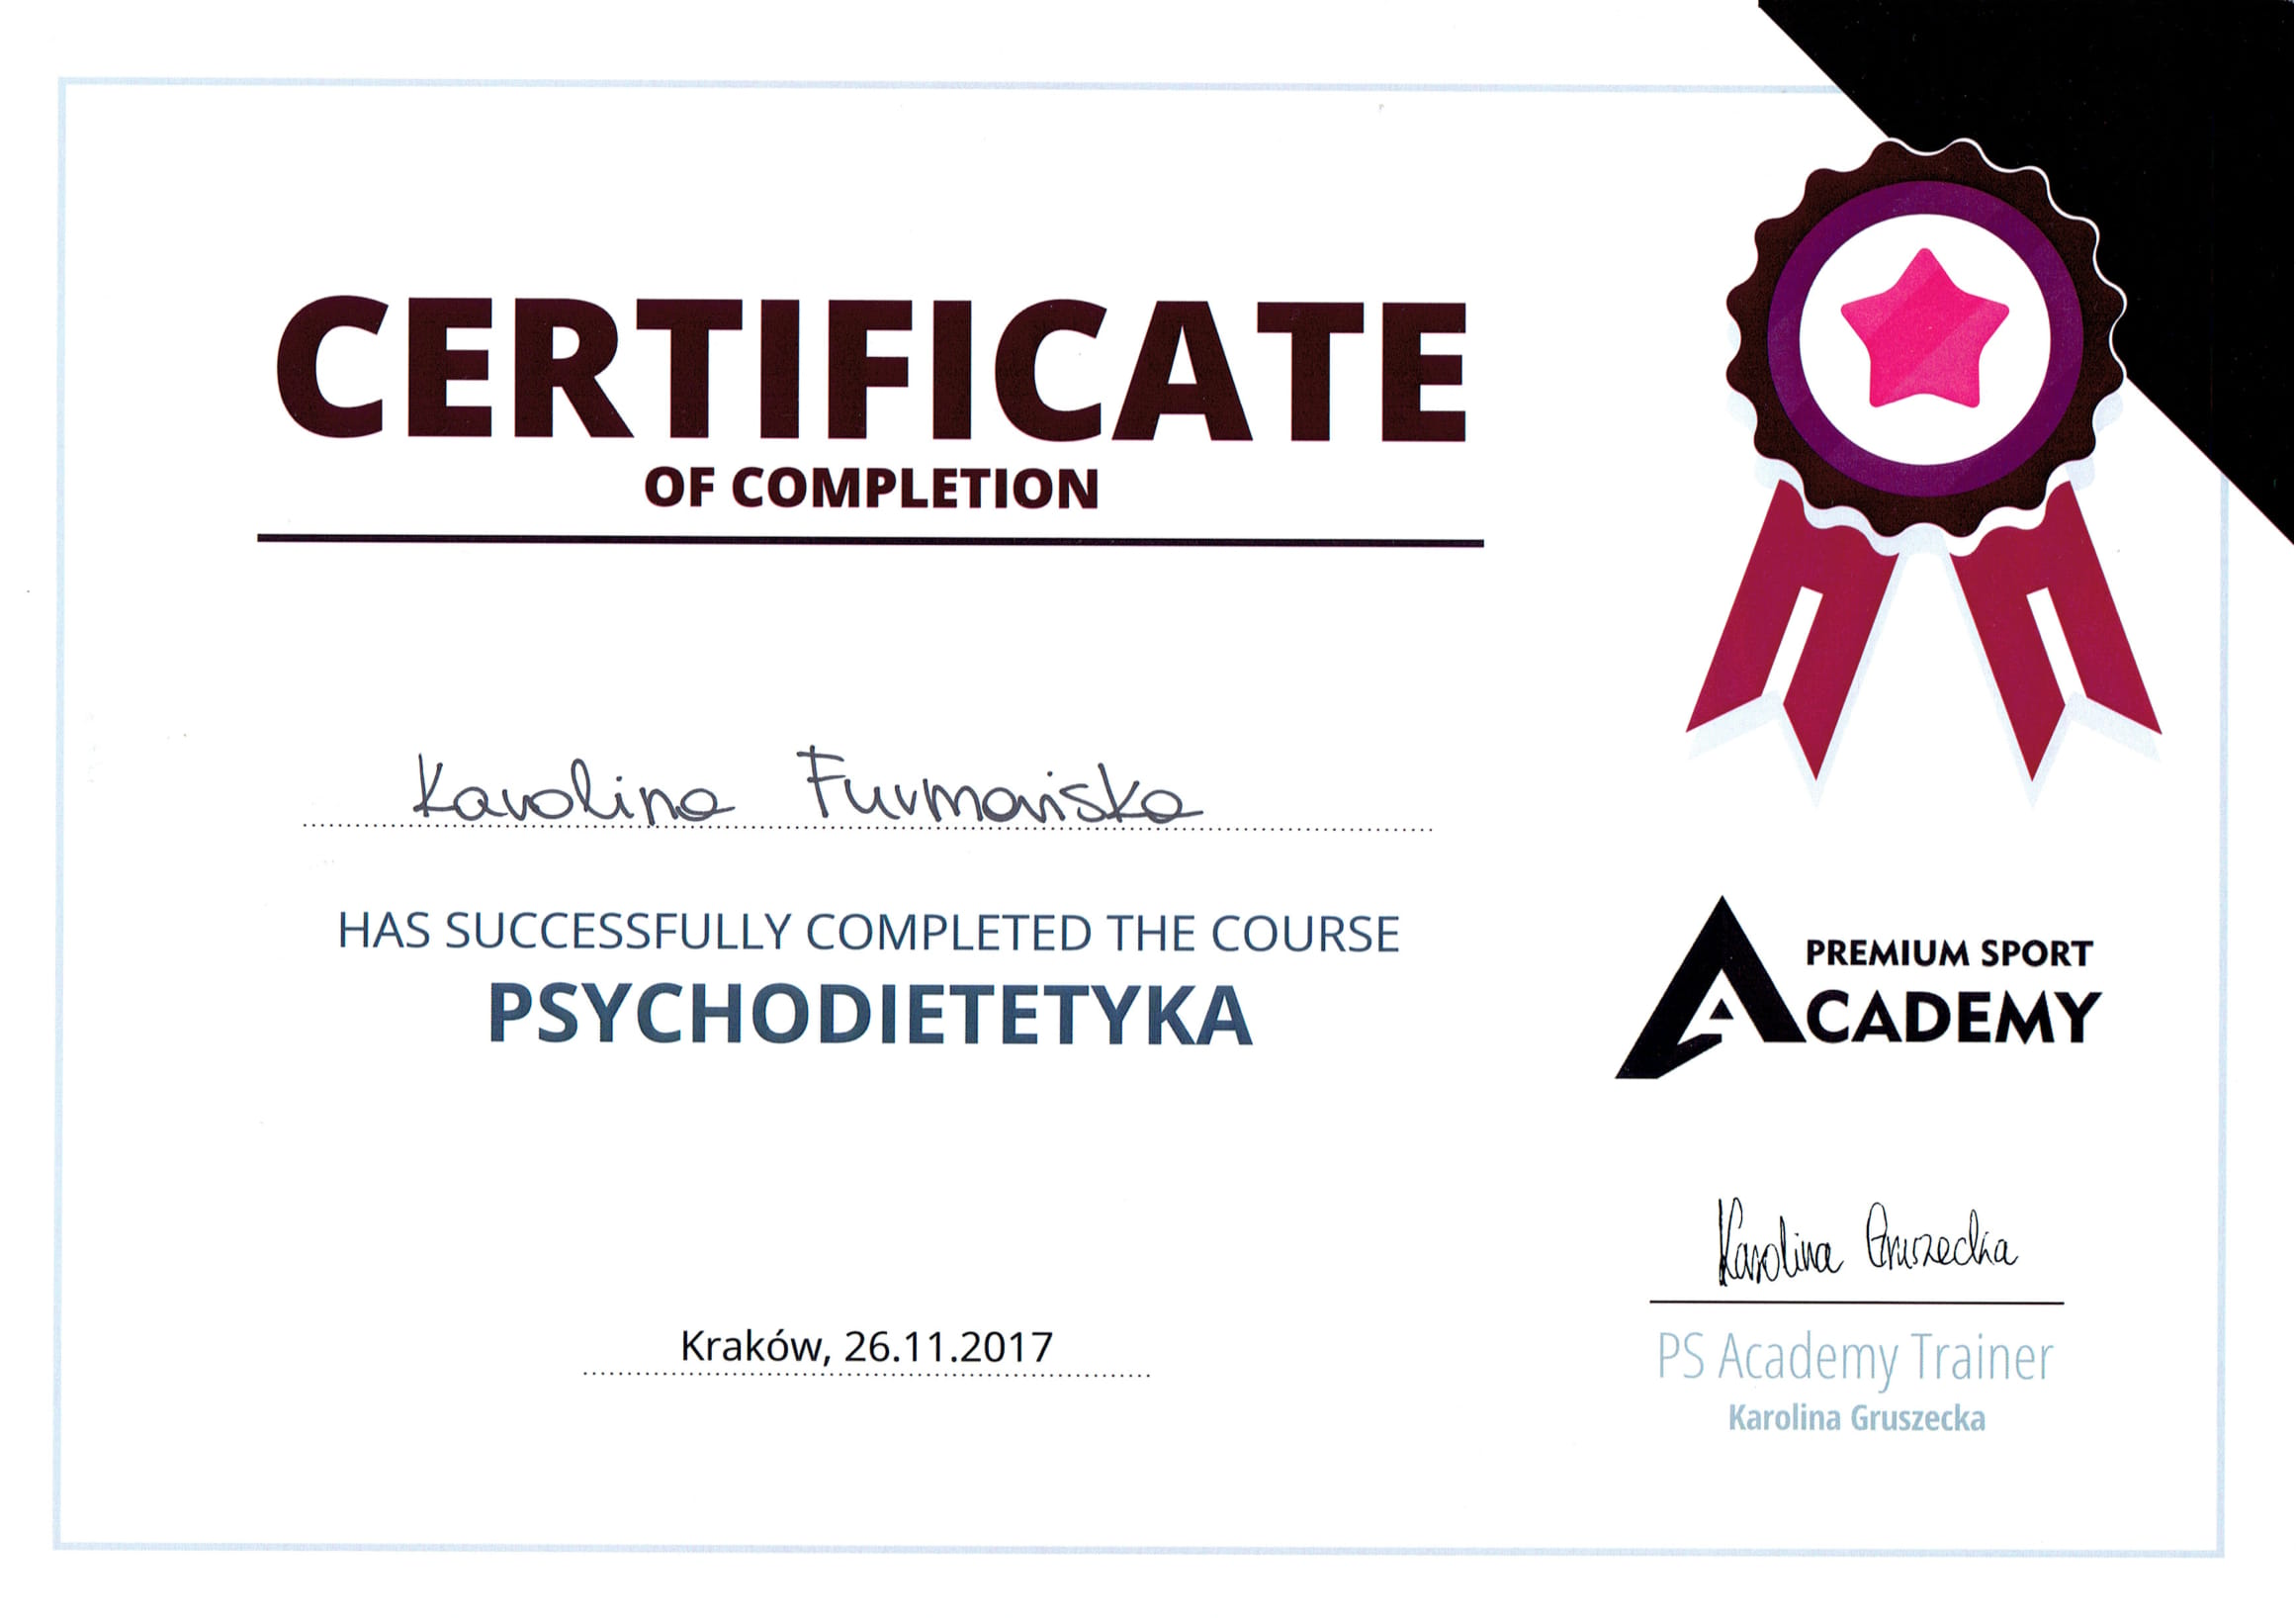 CERTIFICATE
OF COMPLETION
Karolina Furmańska
HAS SUCCESSFULLY COMPLETED THE COURSE
PSYCHODIETETYKA
Kraków, 26.11.2017
PREMIUM SPORT
ACADEMY
Karolina Gruszecka
PS Academy Trainer
Karolina Gruszecka